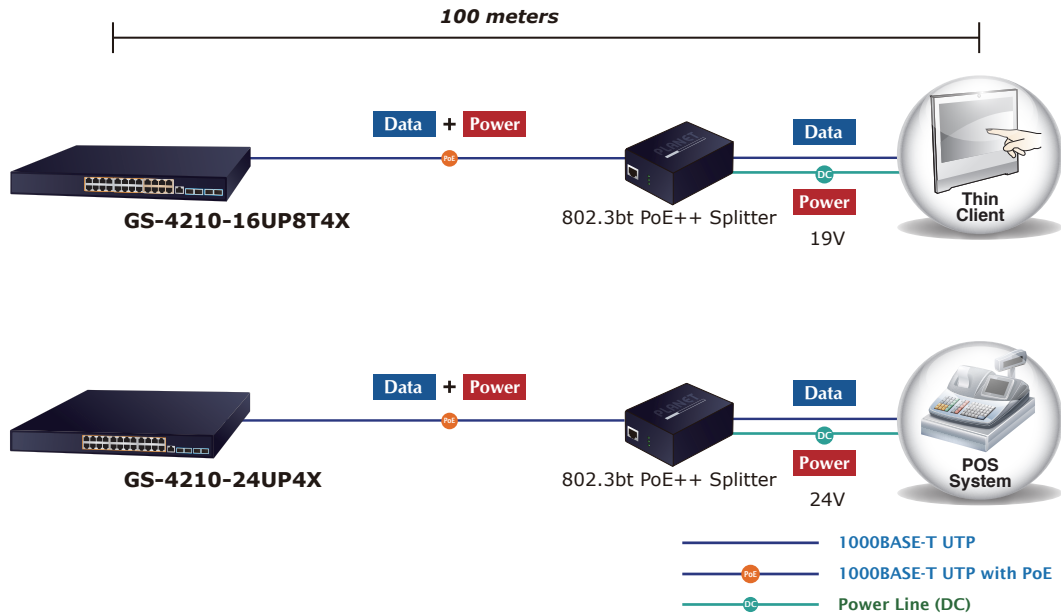 100 meters
Data + Power
PoE
PLANET
Data
DC
Power
19V
Thin
Client
GS-4210-16UP8T4X
802.3bt PoE++ Splitter
Data + Power
PoE
PLANET
Data
DC
Power
24V
POS
System
GS-4210-24UP4X
802.3bt PoE++ Splitter
1000BASE-T UTP
PoE
1000BASE-T UTP with PoE
DC
Power Line (DC)